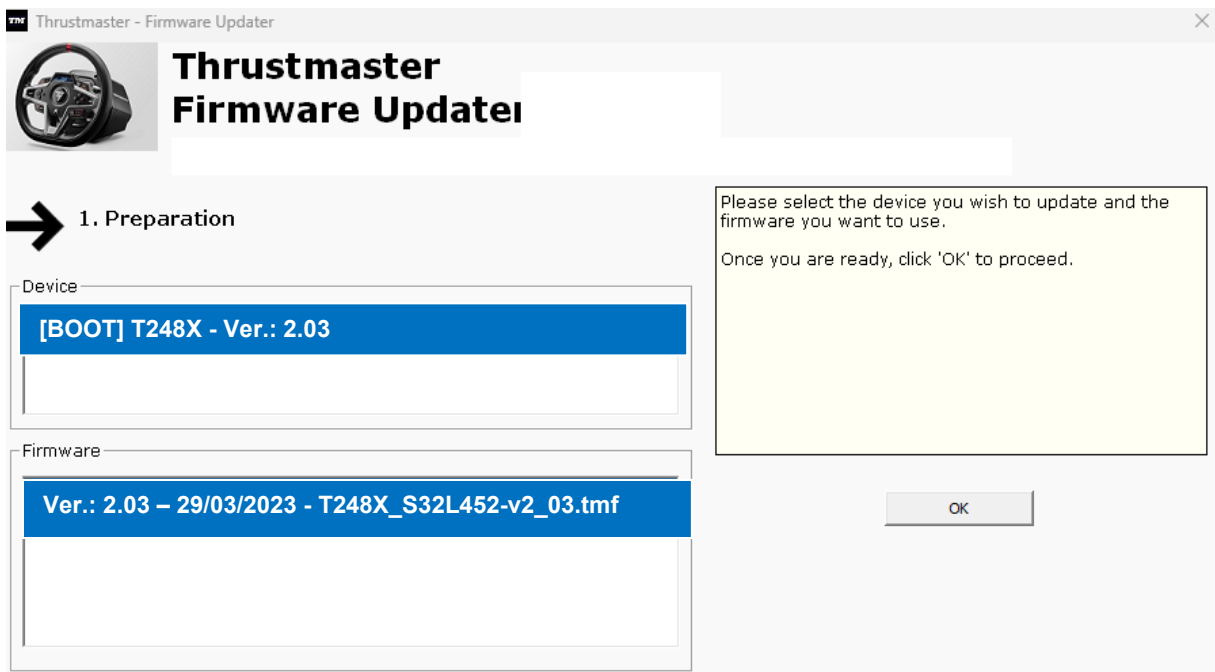 Thrustmaster - Firmware Updater
Thrustmaster
Firmware Updater
1. Preparation
Please select the device you wish to update and the
firmware you want to use.
Once you are ready, click 'OK' to proceed.
Device
[BOOT] T248X - Ver.: 2.03
Firmware
Ver.: 2.03 – 29/03/2023 - T248X_S32L452-v2_03.tmf
OK